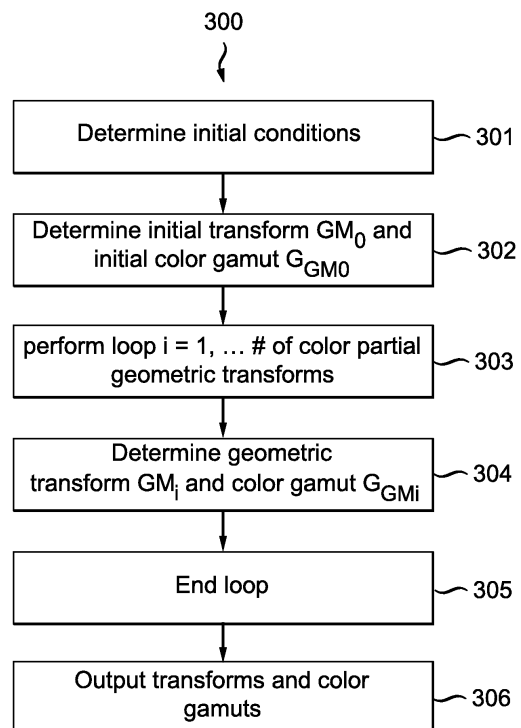 300
Determine initial conditions
301
Determine initial transform GM0 and
initial color gamut GGM0
302
perform loop i = 1, ... # of color partial
geometric transforms
303
Determine geometric
transform GMi and color gamut GGMi
304
End loop
305
Output transforms and color
gamuts
306